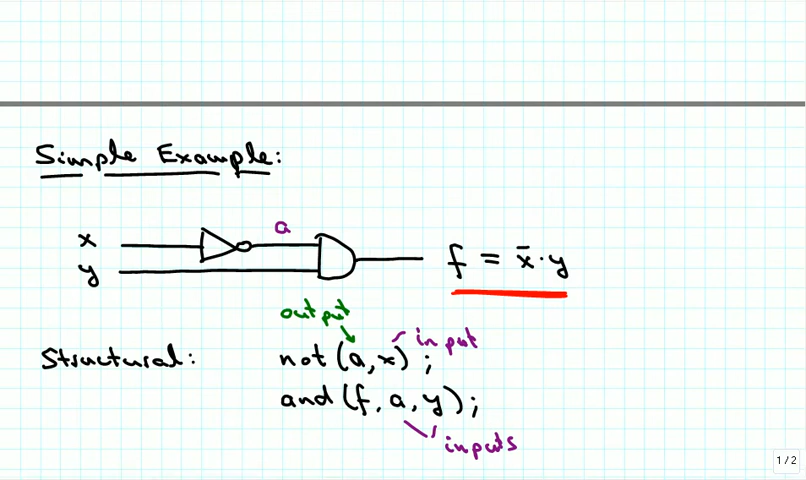 Simple Example:
a
x
y
f = x̄·y
output
input
Structural: not(a,x);
and(f,a,y);
inputs
1/2